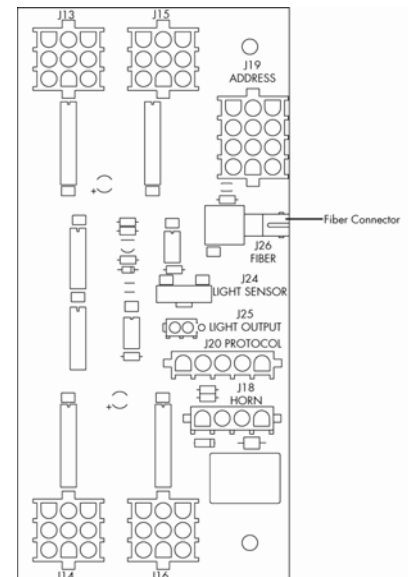 J13
J15
J19
ADDRESS
Fiber Connector
J26
FIBER
J24
LIGHT SENSOR
J25
LIGHT OUTPUT
J20 PROTOCOL
J18
HORN
J14
J16
+
+